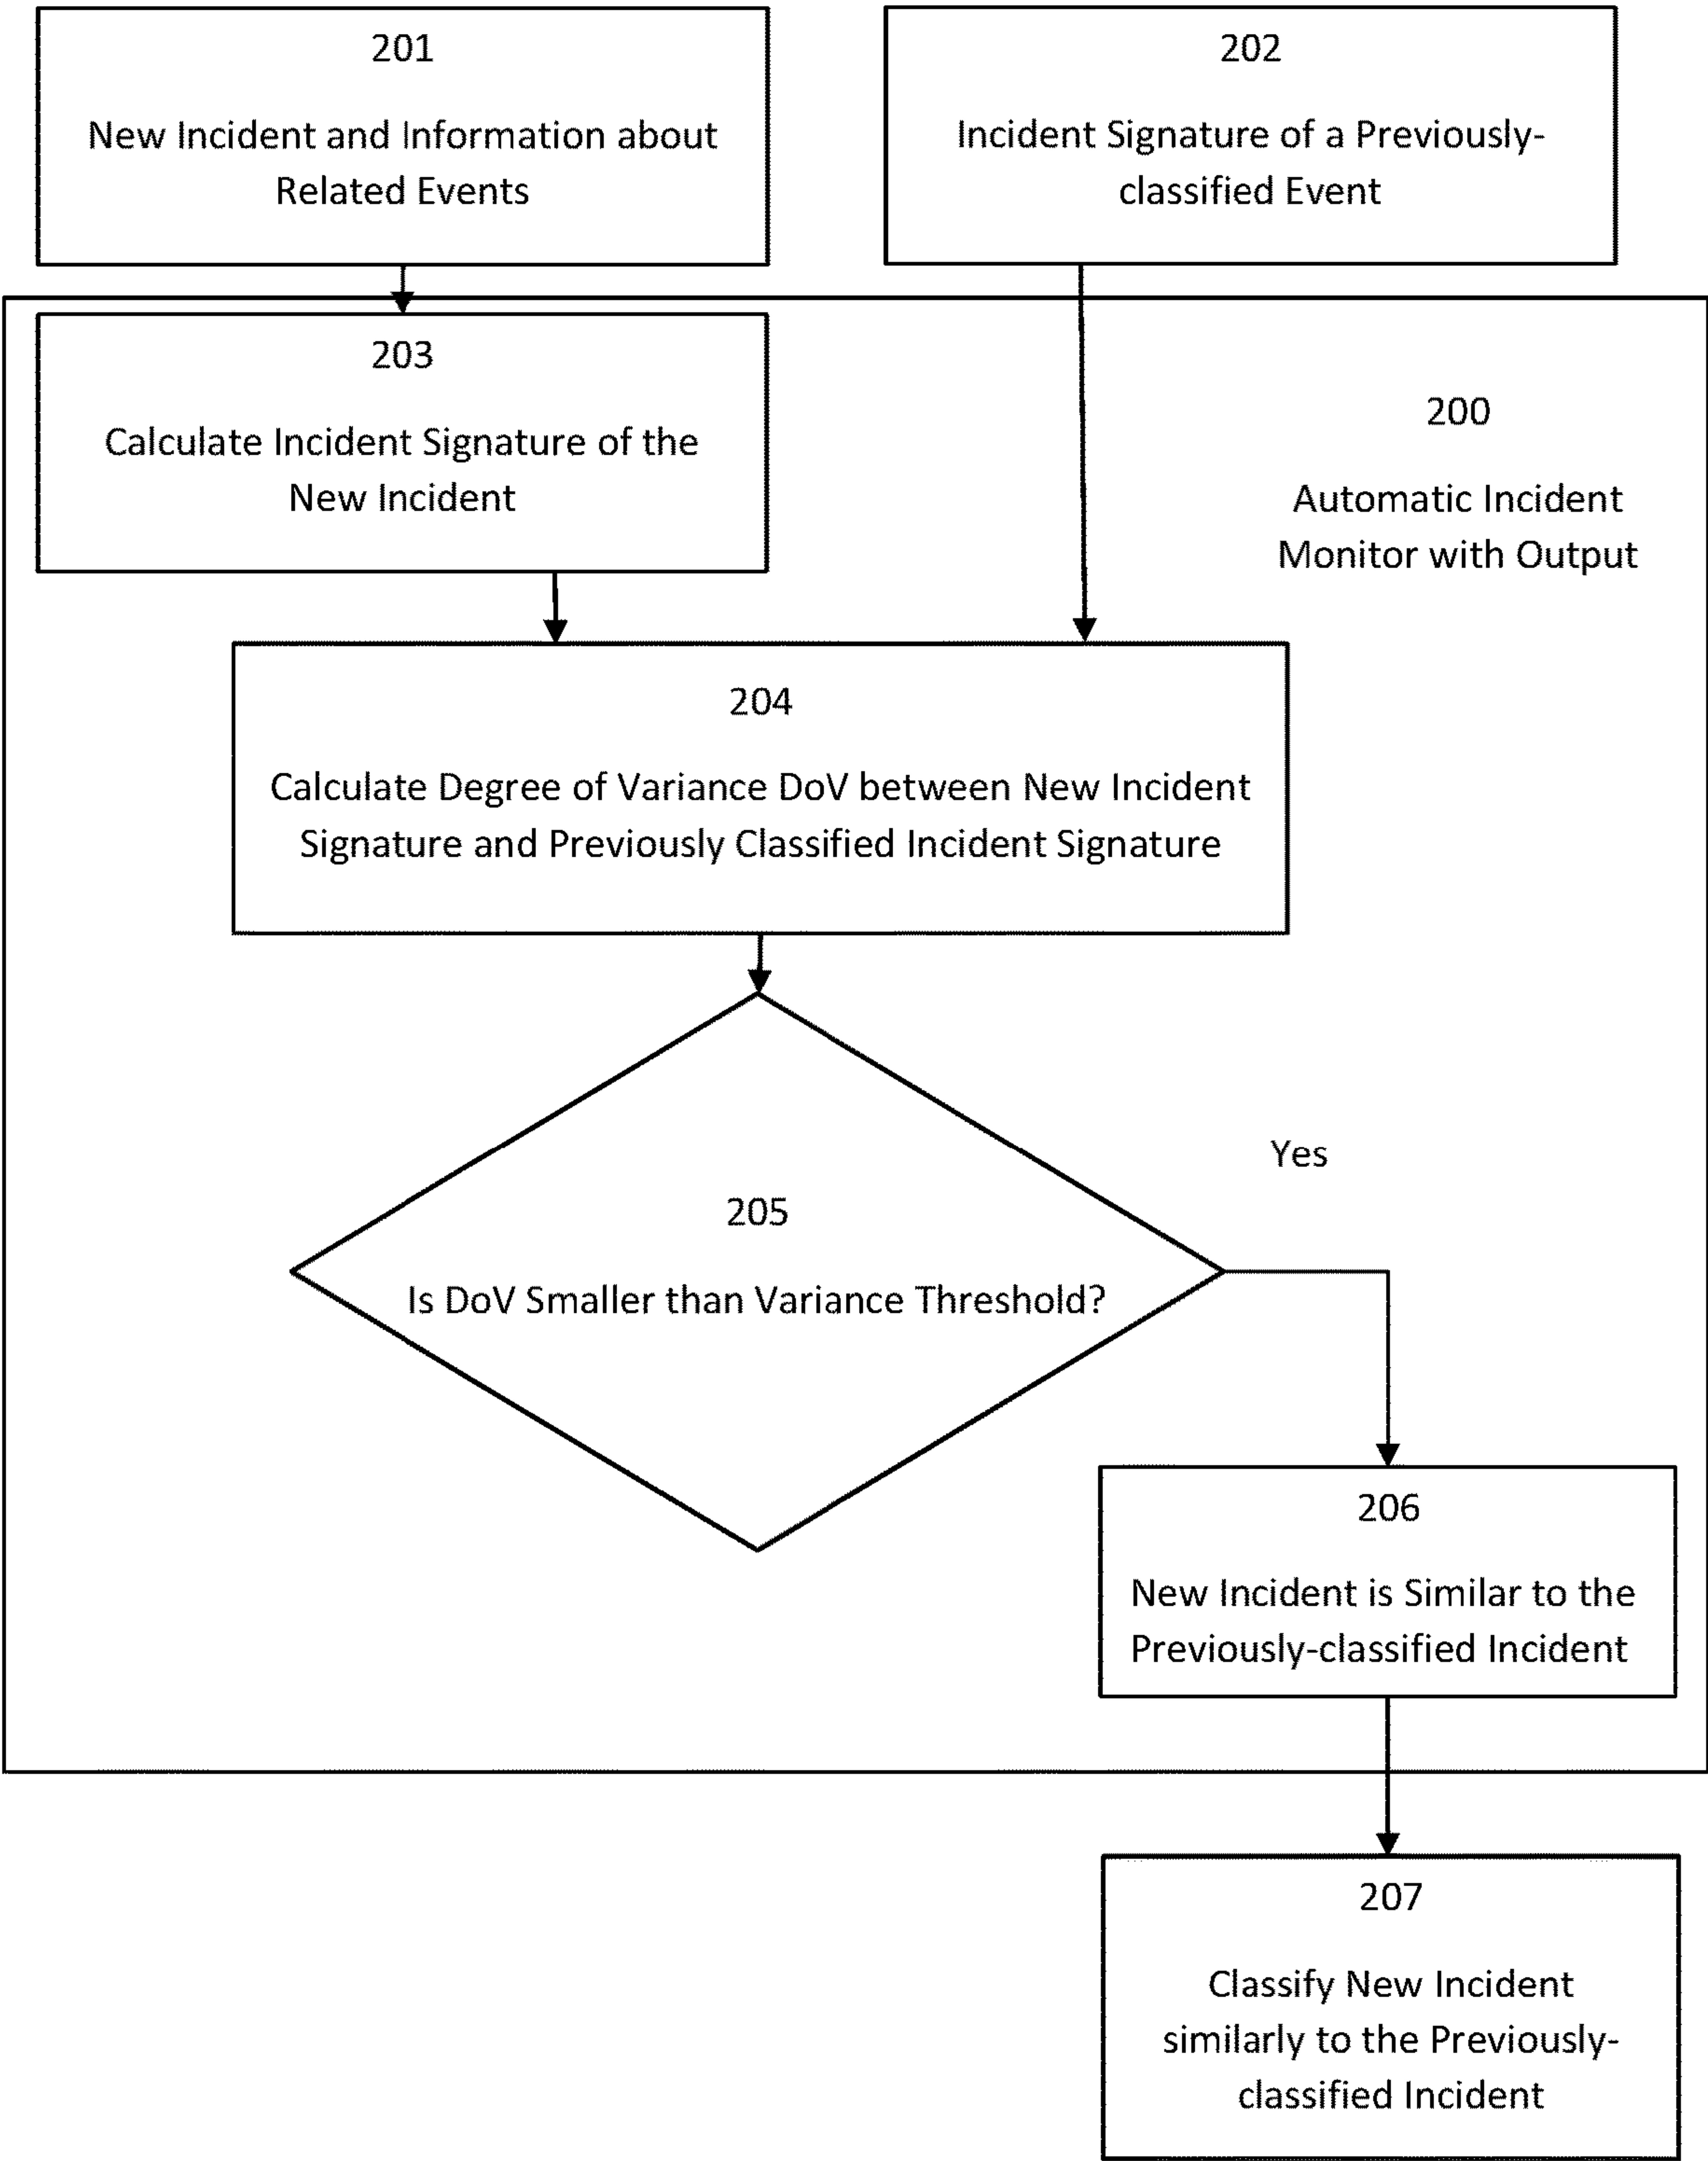 201
New Incident and Information about
Related Events
202
Incident Signature of a Previously-
classified Event
203
Calculate Incident Signature of the
New Incident
200
Automatic Incident
Monitor with Output
204
Calculate Degree of Variance DoV between New Incident
Signature and Previously Classified Incident Signature
Yes
205
Is DoV Smaller than Variance Threshold?
206
New Incident is Similar to the
Previously-classified Incident
207
Classify New Incident
similarly to the Previously-
classified Incident